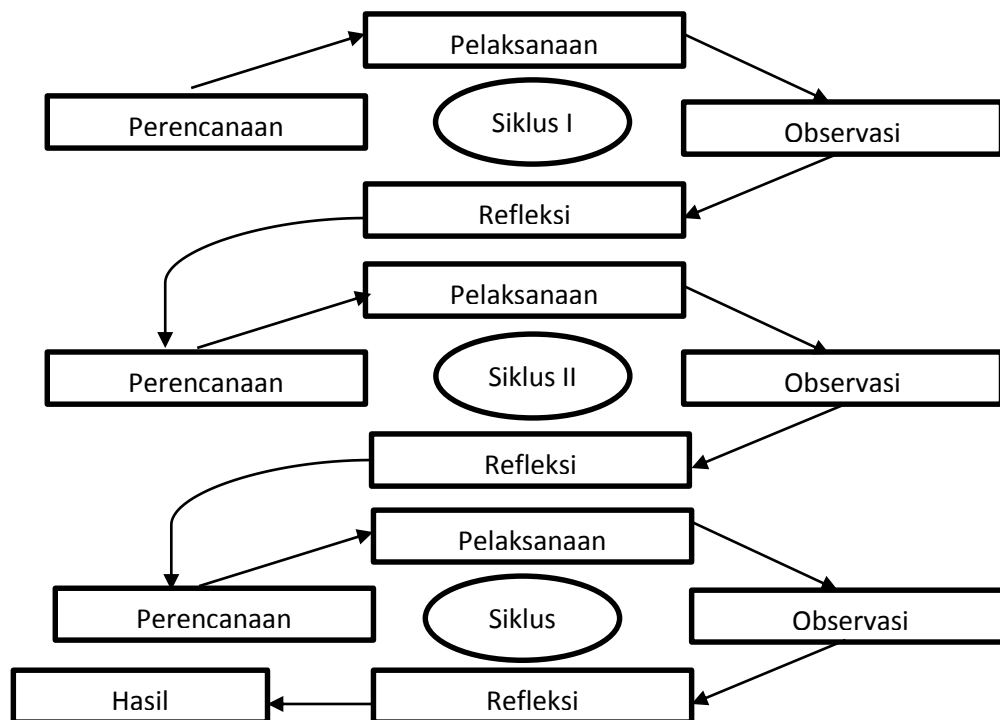 Pelaksanaan
Perencanaan
Siklus I
Observasi
Refleksi
Pelaksanaan
Perencanaan
Siklus II
Observasi
Refleksi
Pelaksanaan
Perencanaan
Siklus
Observasi
Hasil
Refleksi